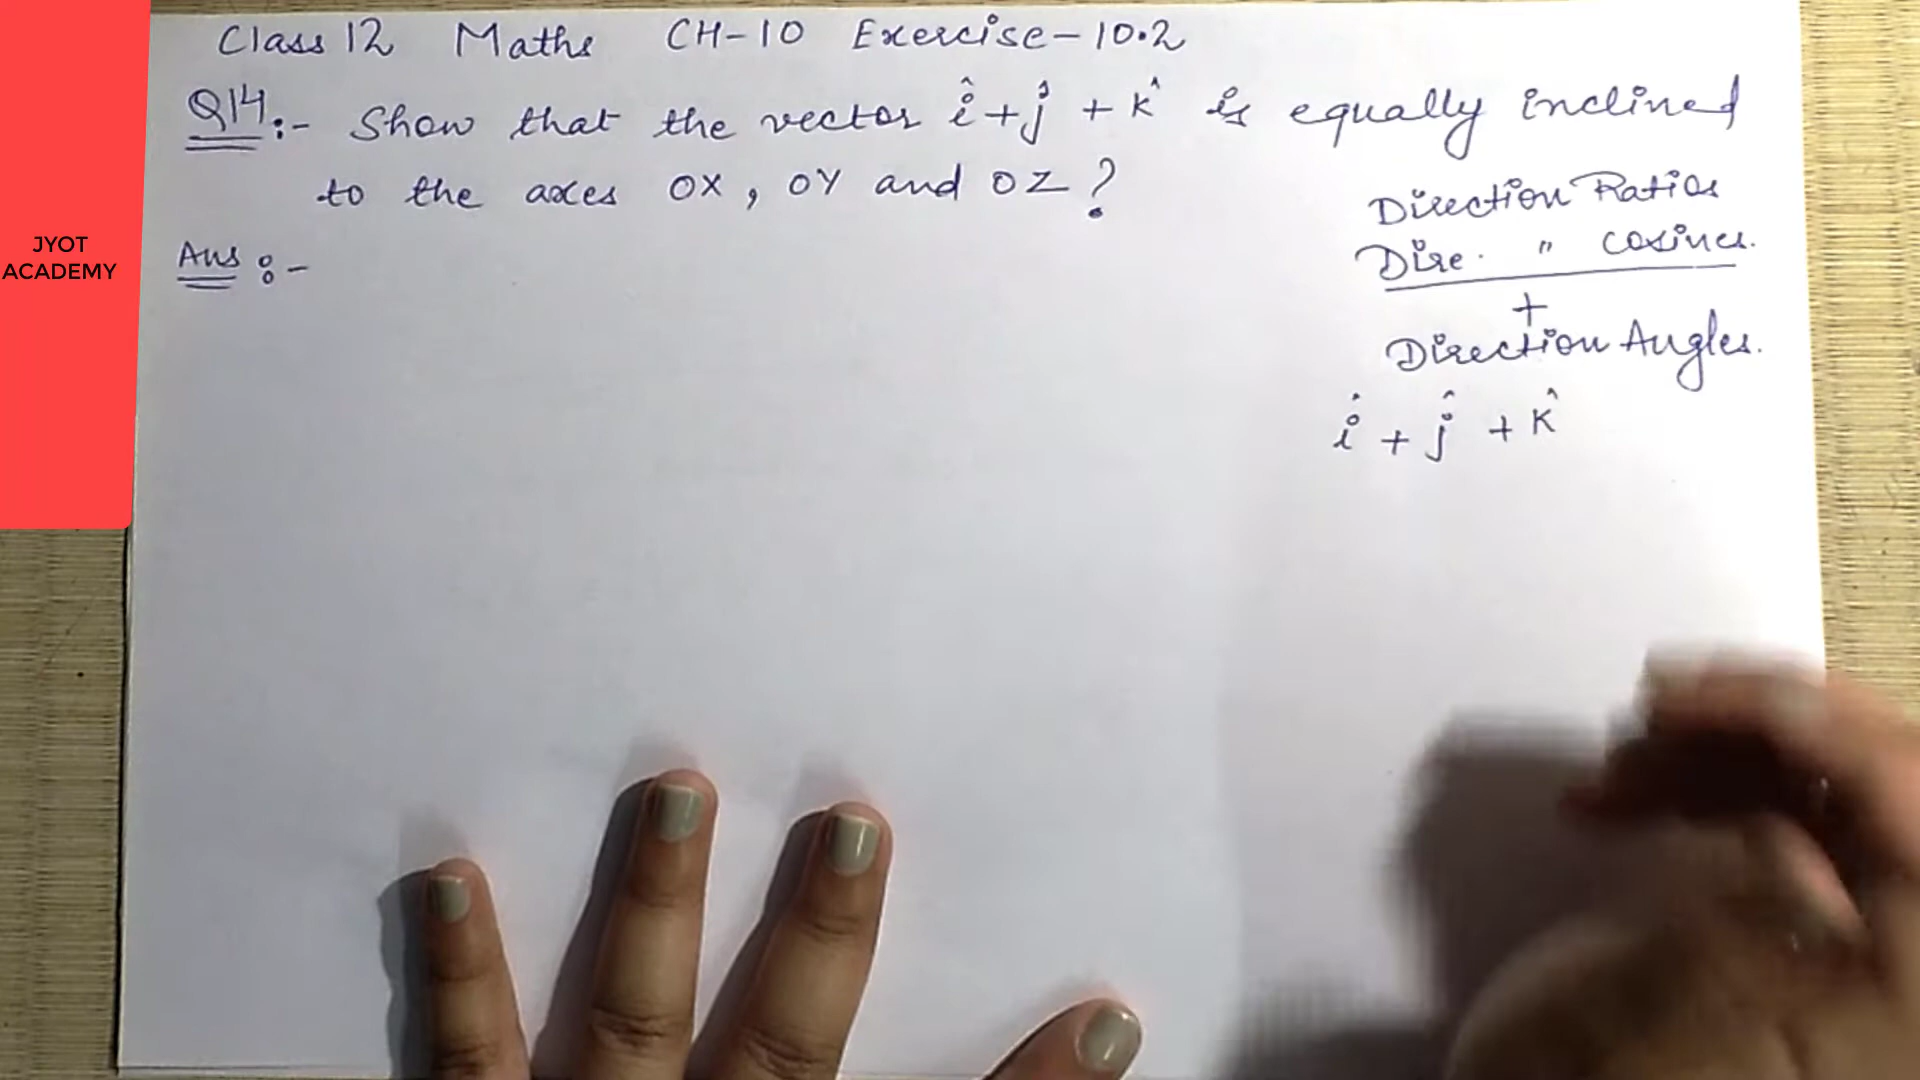 Class 12 Maths CH-10 Exercise-10.2
Q14:- Show that the vector î+ĵ+k̂ is equally inclined
to the axes OX, OY and OZ?
Direction Ratios
Dire. " cosines.
+
Direction Angles.
î + ĵ + k̂
Ans:-
JYOT
ACADEMY